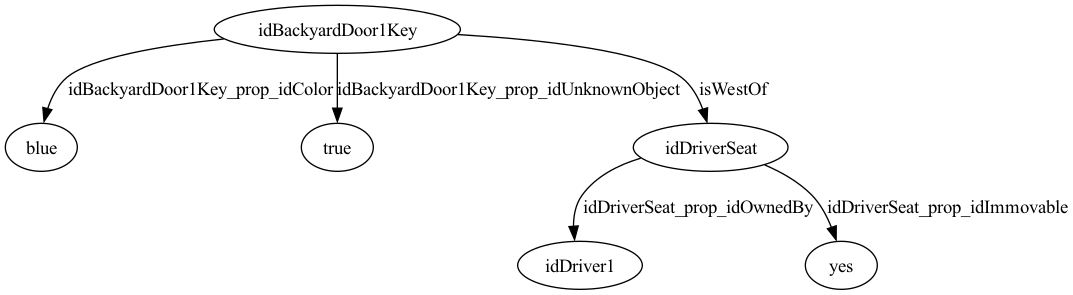 idBackyardDoor1Key
idBackyardDoor1Key_prop_idColor idBackyardDoor1Key_prop_idUnknownObject isWestOf
blue true idDriverSeat
idDriverSeat_prop_idOwnedBy idDriverSeat_prop_idImmovable
idDriver1 yes